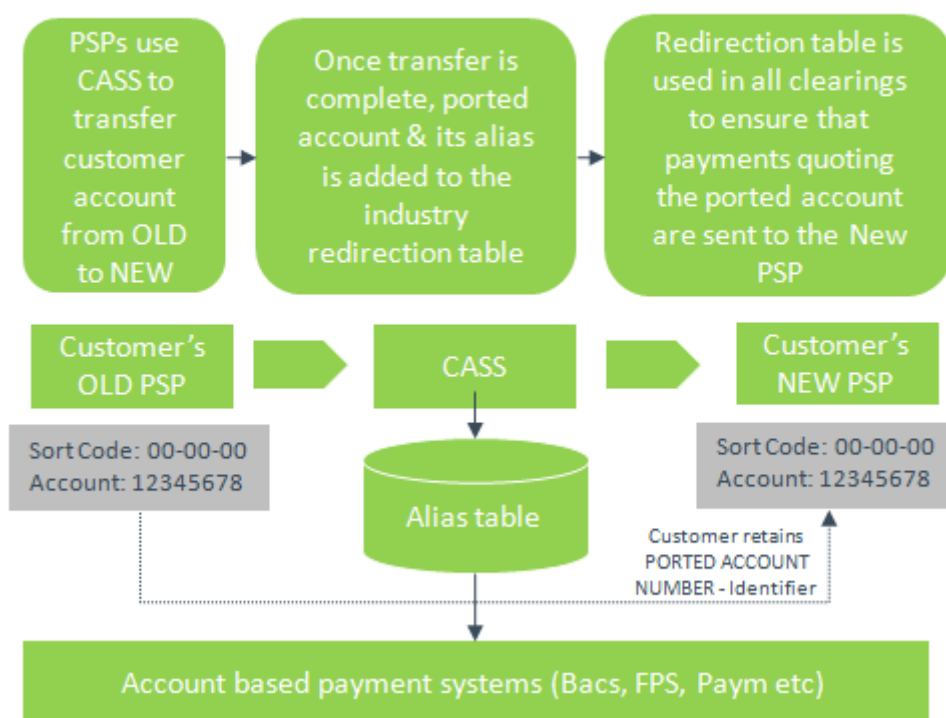 PSPs use
CASS to
transfer
customer
account
from OLD
to NEW
Once transfer is
complete, ported
account & its alias
is added to the
industry
redirection table
Redirection table is
used in all clearings
to ensure that
payments quoting
the ported account
are sent to the New
PSP
Customer's
OLD PSP
CASS
Customer's
NEW PSP
Sort Code: 00-00-00
Account: 12345678
Sort Code: 00-00-00
Account: 12345678
Alias table
Customer retains
PORTED ACCOUNT
NUMBER - Identifier
Account based payment systems (Bacs, FPS, Paym etc)